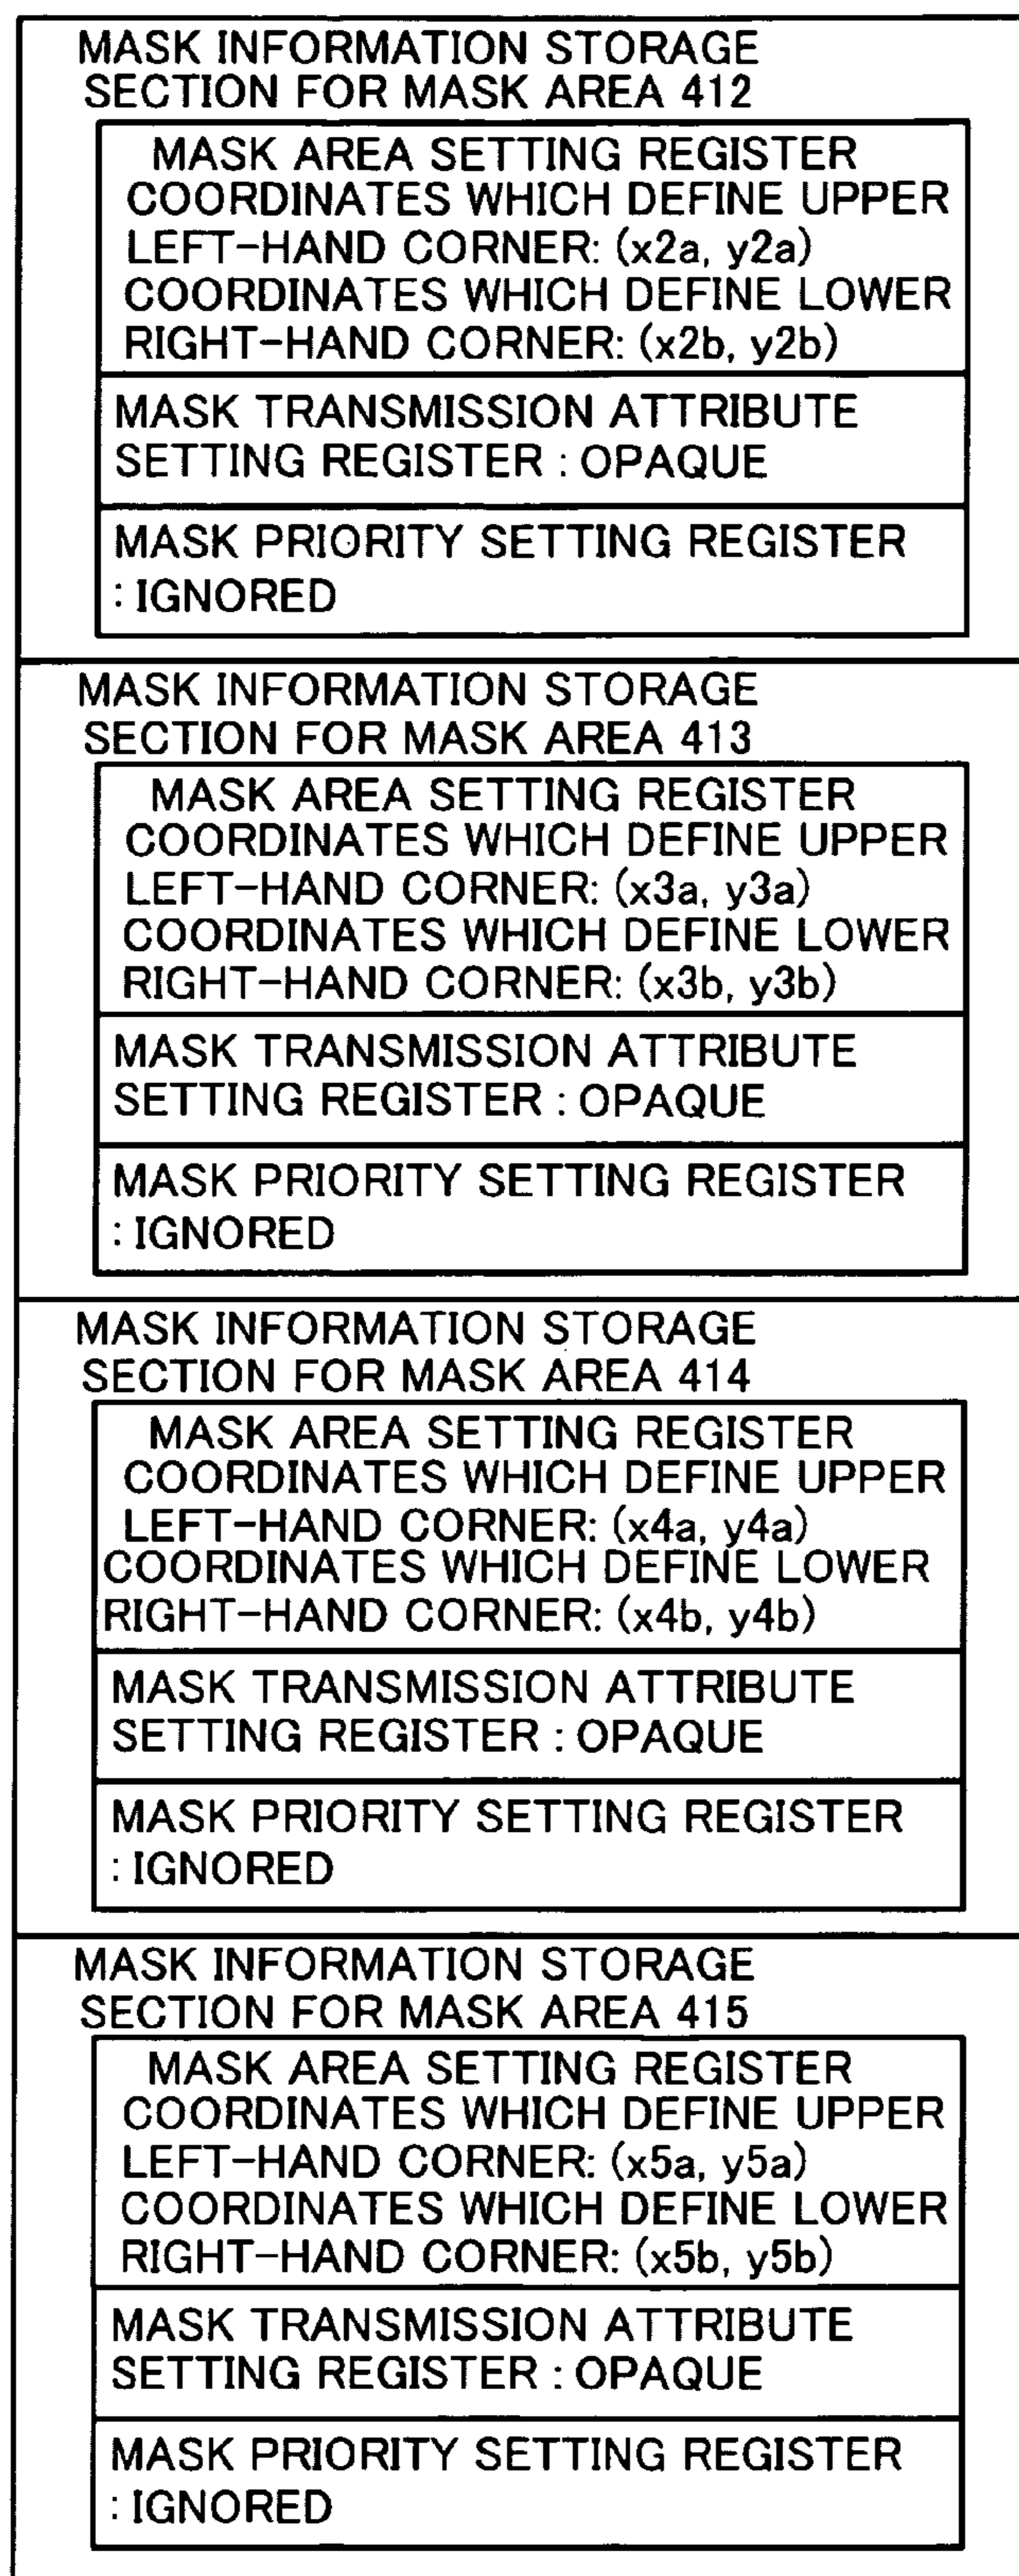 MASK INFORMATION STORAGE
SECTION FOR MASK AREA 412
MASK AREA SETTING REGISTER
COORDINATES WHICH DEFINE UPPER
LEFT-HAND CORNER: (x2a, y2a)
COORDINATES WHICH DEFINE LOWER
RIGHT-HAND CORNER: (x2b, y2b)
MASK TRANSMISSION ATTRIBUTE
SETTING REGISTER : OPAQUE
MASK PRIORITY SETTING REGISTER
: IGNORED
MASK INFORMATION STORAGE
SECTION FOR MASK AREA 413
MASK AREA SETTING REGISTER
COORDINATES WHICH DEFINE UPPER
LEFT-HAND CORNER: (x3a, y3a)
COORDINATES WHICH DEFINE LOWER
RIGHT-HAND CORNER: (x3b, y3b)
MASK TRANSMISSION ATTRIBUTE
SETTING REGISTER : OPAQUE
MASK PRIORITY SETTING REGISTER
: IGNORED
MASK INFORMATION STORAGE
SECTION FOR MASK AREA 414
MASK AREA SETTING REGISTER
COORDINATES WHICH DEFINE UPPER
LEFT-HAND CORNER: (x4a, y4a)
COORDINATES WHICH DEFINE LOWER
RIGHT-HAND CORNER: (x4b, y4b)
MASK TRANSMISSION ATTRIBUTE
SETTING REGISTER : OPAQUE
MASK PRIORITY SETTING REGISTER
: IGNORED
MASK INFORMATION STORAGE
SECTION FOR MASK AREA 415
MASK AREA SETTING REGISTER
COORDINATES WHICH DEFINE UPPER
LEFT-HAND CORNER: (x5a, y5a)
COORDINATES WHICH DEFINE LOWER
RIGHT-HAND CORNER: (x5b, y5b)
MASK TRANSMISSION ATTRIBUTE
SETTING REGISTER : OPAQUE
MASK PRIORITY SETTING REGISTER
: IGNORED